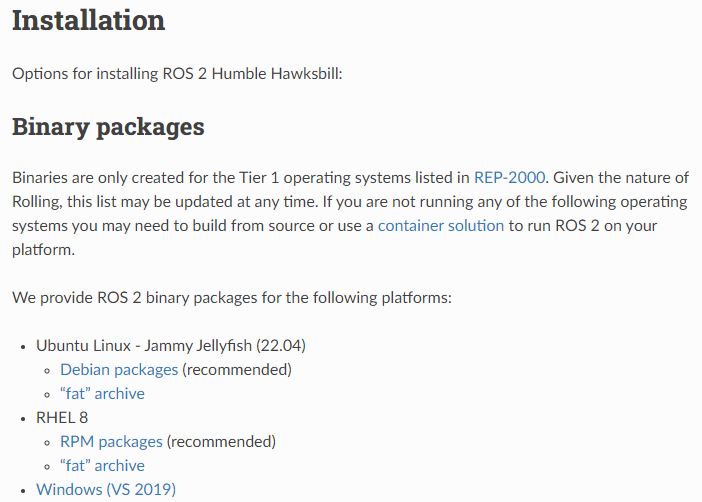 Installation
Options for installing ROS 2 Humble Hawksbill:
Binary packages
Binaries are only created for the Tier 1 operating systems listed in REP-2000. Given the nature of
Rolling, this list may be updated at any time. If you are not running any of the following operating
systems you may need to build from source or use a container solution to run ROS 2 on your
platform.
We provide ROS 2 binary packages for the following platforms:
• Ubuntu Linux - Jammy Jellyfish (22.04)
◦ Debian packages (recommended)
◦ “fat” archive
• RHEL 8
◦ RPM packages (recommended)
◦ “fat” archive
• Windows (VS 2019)